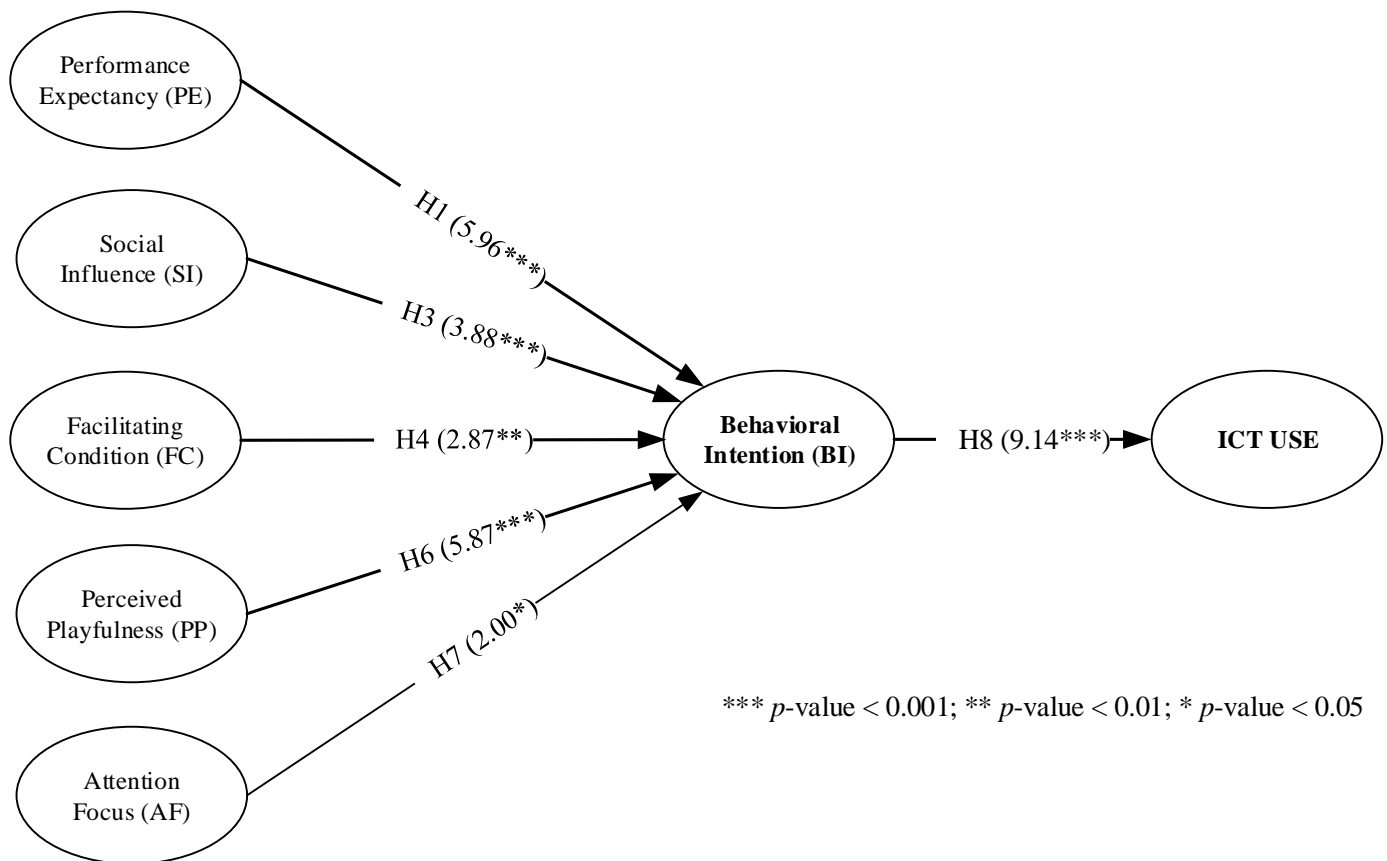 Performance
Expectancy (PE)
H1 (5.96***)
Social
Influence (SI)
H3 (3.88***)
Facilitating
Condition (FC)
H4 (2.87**)
Behavioral
Intention (BI)
H8 (9.14***)
ICT USE
H6 (5.87***)
Perceived
Playfulness (PP)
H7 (2.00*)
*** p-value < 0.001; ** p-value < 0.01; * p-value < 0.05
Attention
Focus (AF)